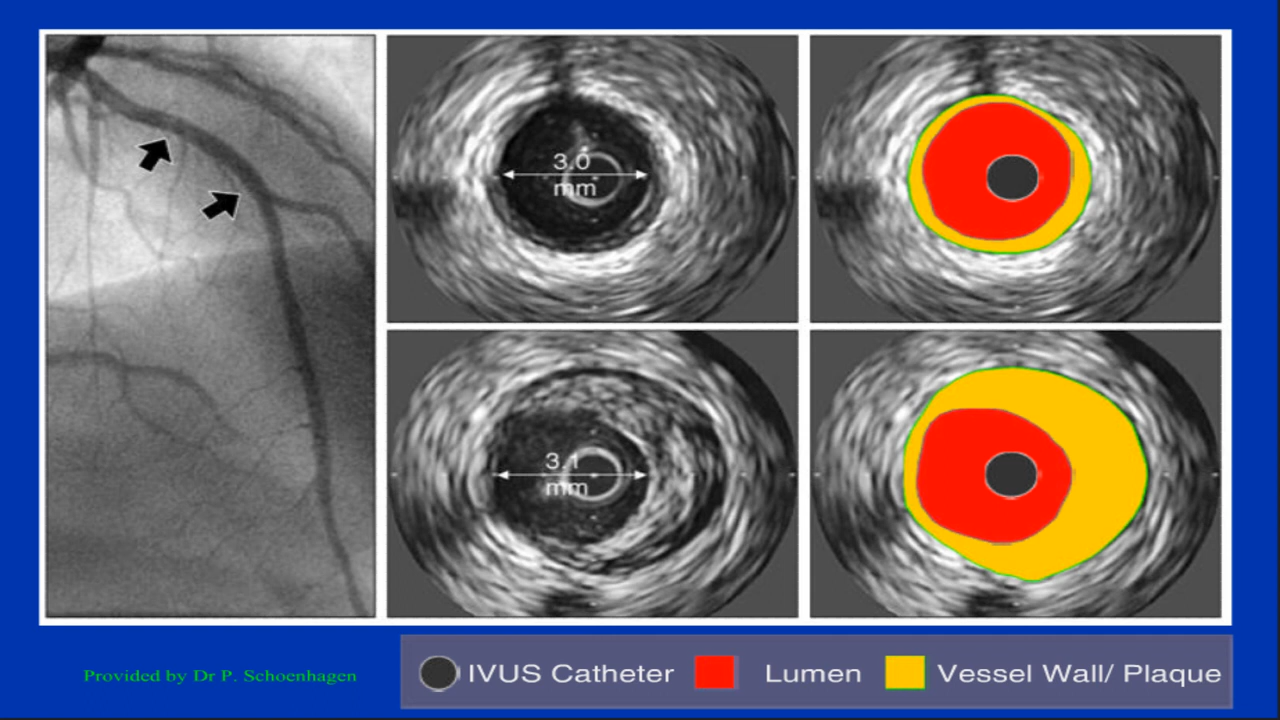 3.0
mm
3.1
mm
Provided by Dr P. Schoenhagen
IVUS Catheter
Lumen
Vessel Wall/ Plaque